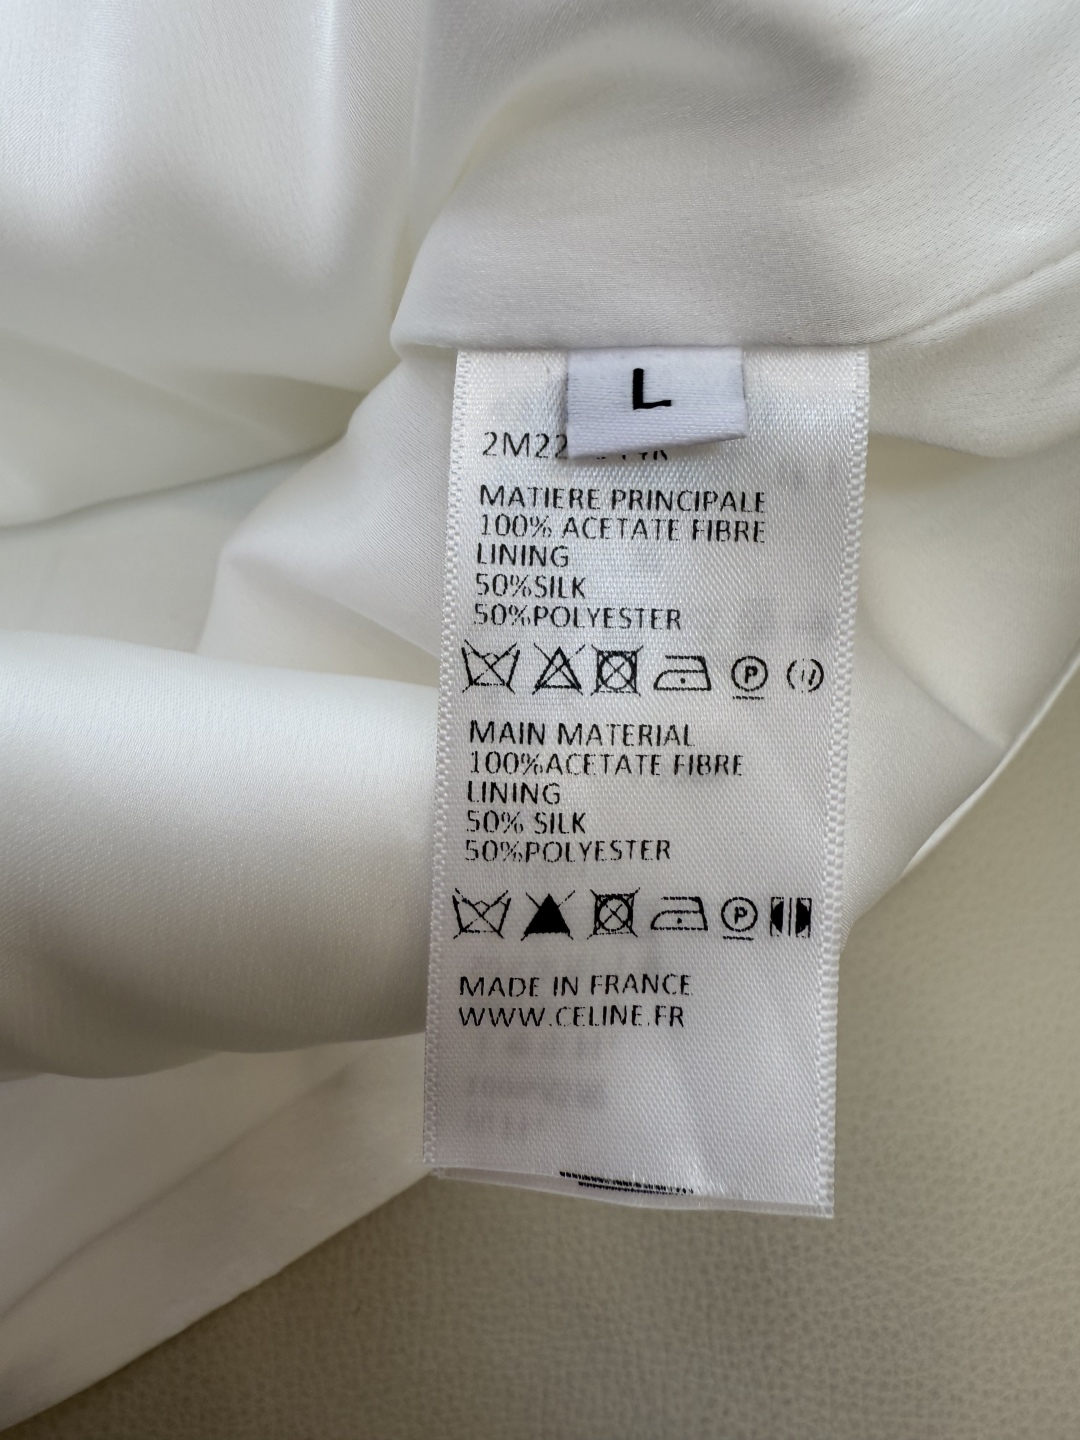 L
2M22
MATIERE PRINCIPALE
100% ACETATE FIBRE
LINING
50%SILK
50%POLYESTER
P
MAIN MATERIAL
100%ACETATE FIBRE
LINING
50% SILK
50%POLYESTER
P
MADE IN FRANCE
WWW.CELINE.FR